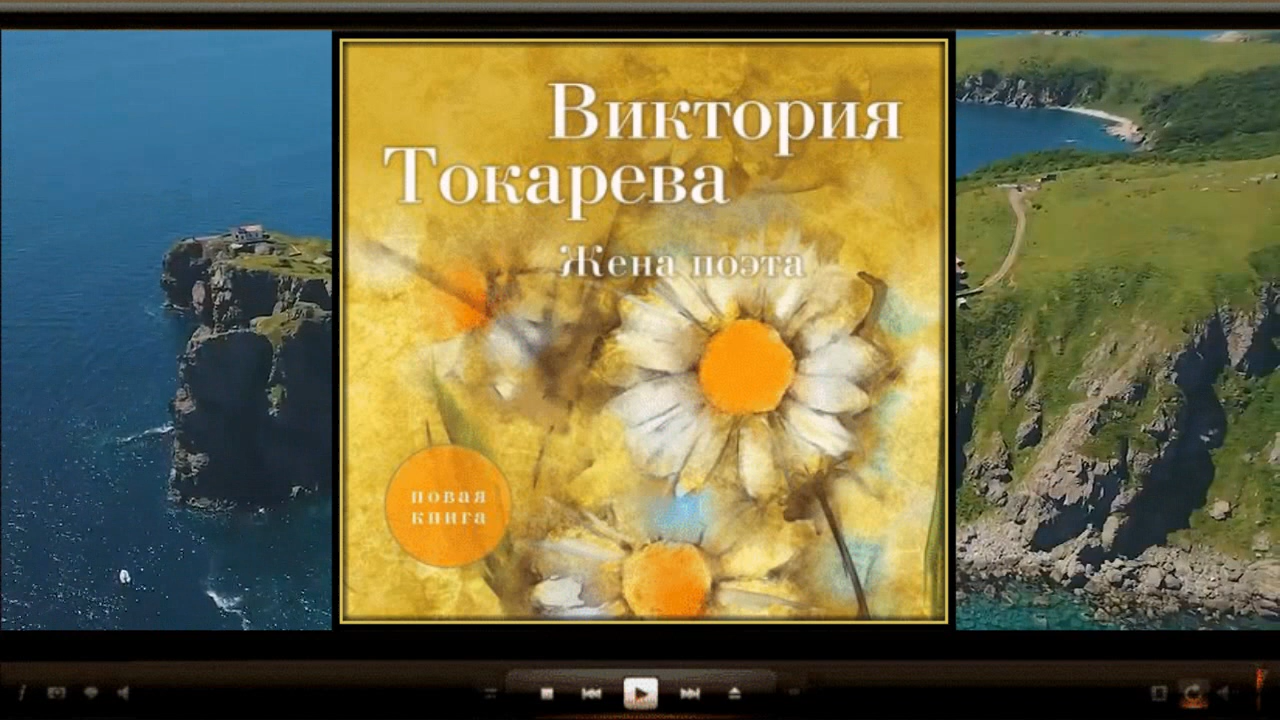 Виктория
Токарева
Жена поэта
новая
книга